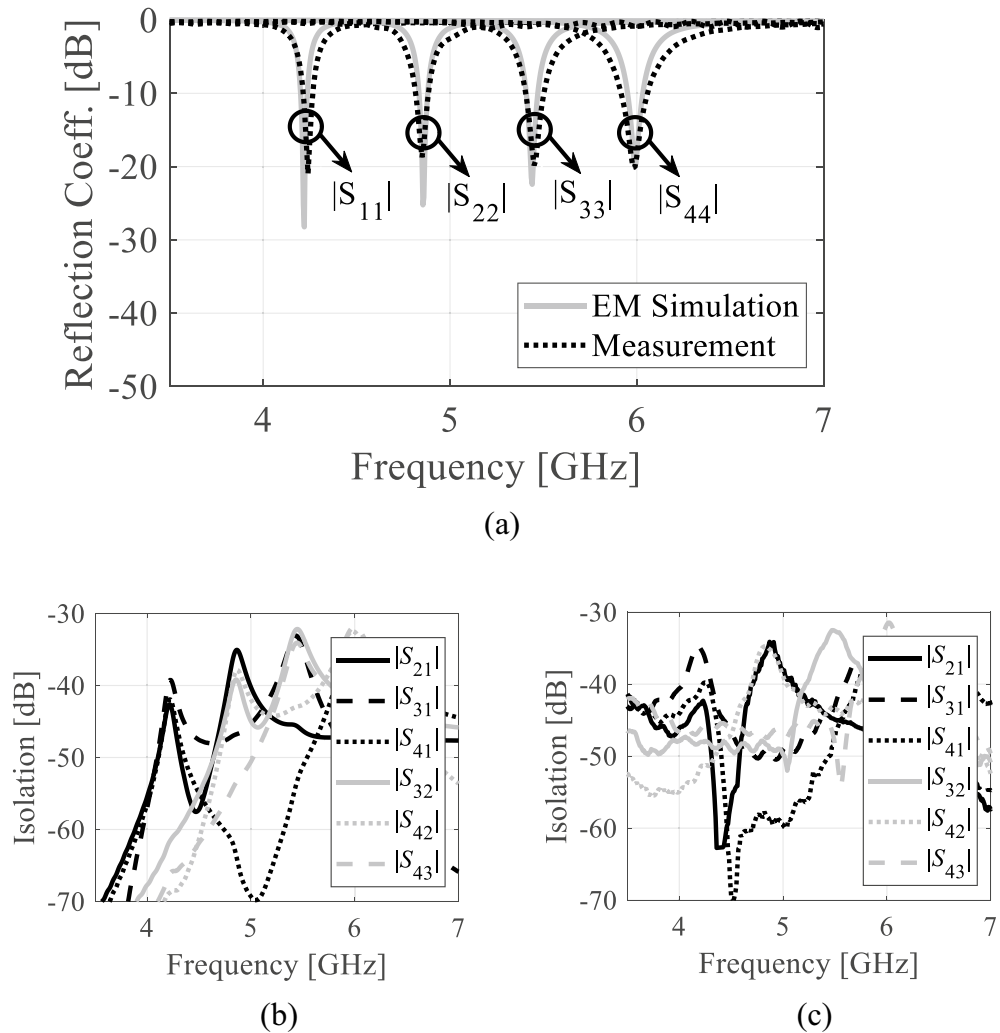 0
-10
-20
-30
-40
-50
Reflection Coeff. [dB]
|S11|
|S22|
|S33|
|S44|
EM Simulation
Measurement
4 5 6 7
Frequency [GHz]
(a)
-30
-40
-50
-60
-70
Isolation [dB]
|S21|
|S31|
|S41|
|S32|
|S42|
|S43|
4 5 6 7
Frequency [GHz]
(b)
-30
-40
-50
-60
-70
Isolation [dB]
|S21|
|S31|
|S41|
|S32|
|S42|
|S43|
4 5 6 7
Frequency [GHz]
(c)